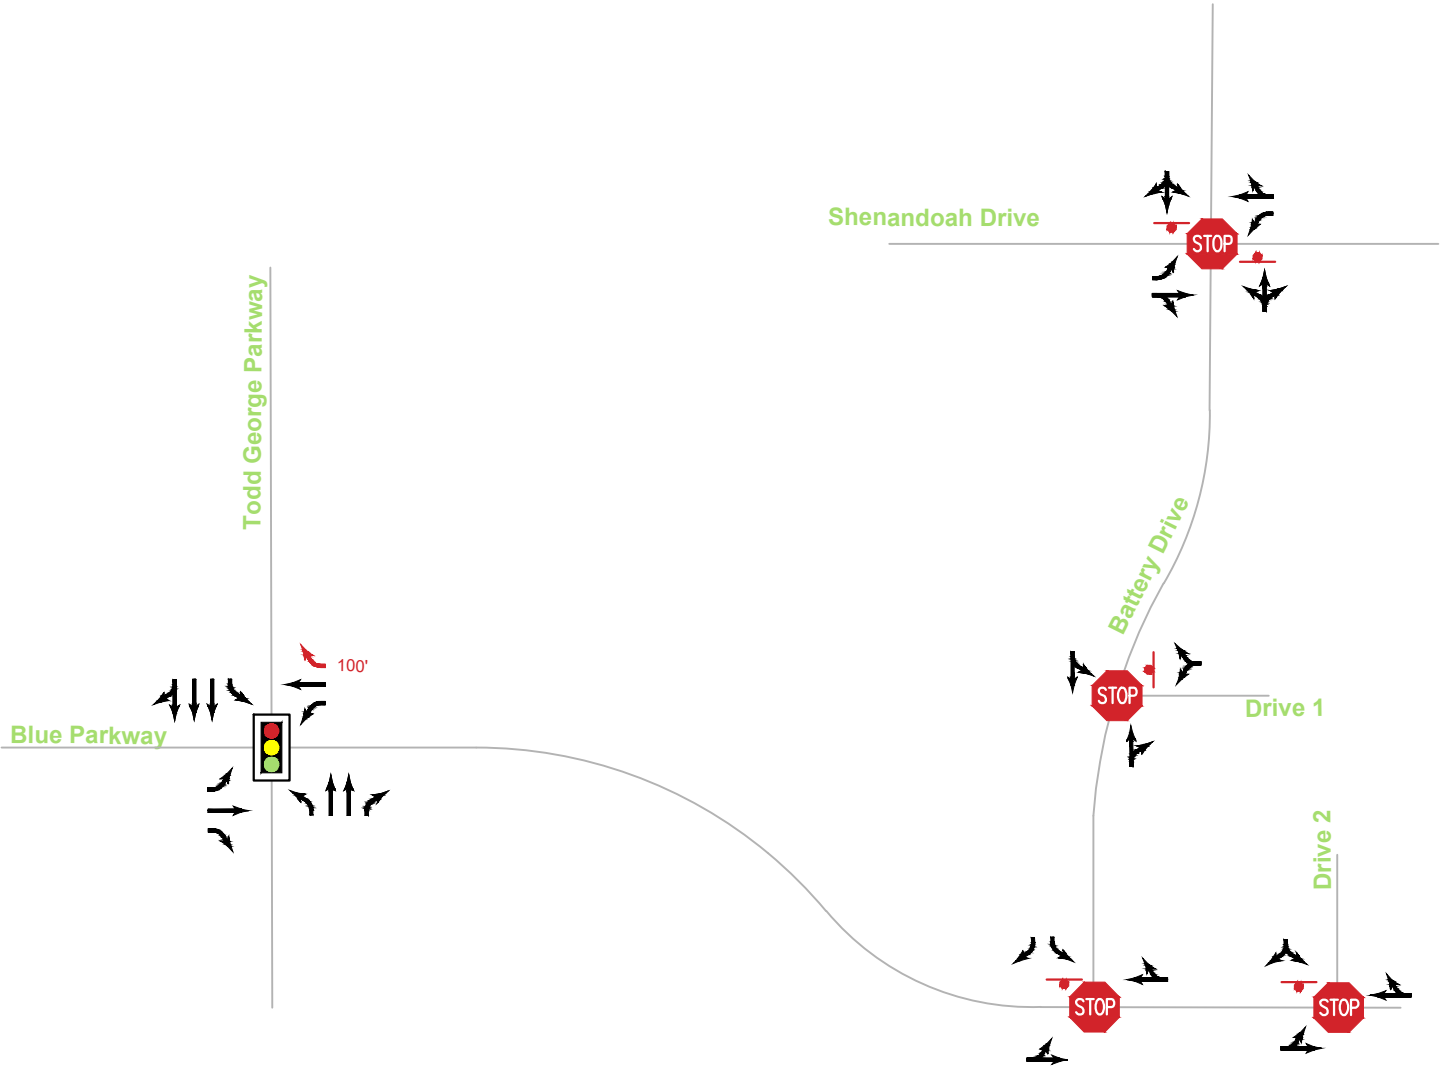 Shenandoah Drive
STOP
Todd George Parkway
Battery Drive
100'
STOP
Drive 1
Blue Parkway
Drive 2
STOP
STOP